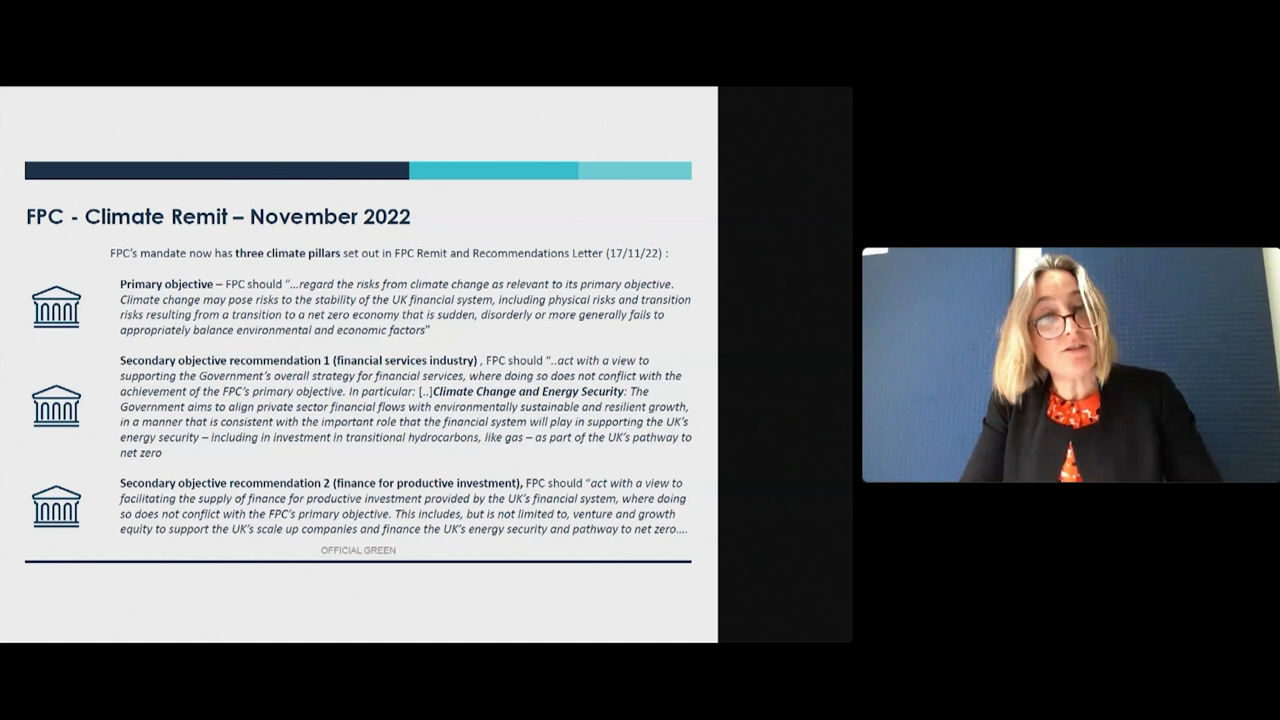 FPC - Climate Remit – November 2022
FPC's mandate now has three climate pillars set out in FPC Remit and Recommendations Letter (17/11/22) :
Primary objective – FPC should "…regard the risks from climate change as relevant to its primary objective.
Climate change may pose risks to the stability of the UK financial system, including physical risks and transition
risks resulting from a transition to a net zero economy that is sudden, disorderly or more generally fails to
appropriately balance environmental and economic factors"
Secondary objective recommendation 1 (financial services industry) , FPC should "..act with a view to
supporting the Government's overall strategy for financial services, where doing so does not conflict with the
achievement of the FPC's primary objective. In particular: [..]Climate Change and Energy Security: The
Government aims to align private sector financial flows with environmentally sustainable and resilient growth,
in a manner that is consistent with the important role that the financial system will play in supporting the UK's
energy security – including in investment in transitional hydrocarbons, like gas – as part of the UK's pathway to
net zero
Secondary objective recommendation 2 (finance for productive investment), FPC should "act with a view to
facilitating the supply of finance for productive investment provided by the UK's financial system, where doing
so does not conflict with the FPC's primary objective. This includes, but is not limited to, venture and growth
equity to support the UK's scale up companies and finance the UK's energy security and pathway to net zero....
OFFICIAL GREEN